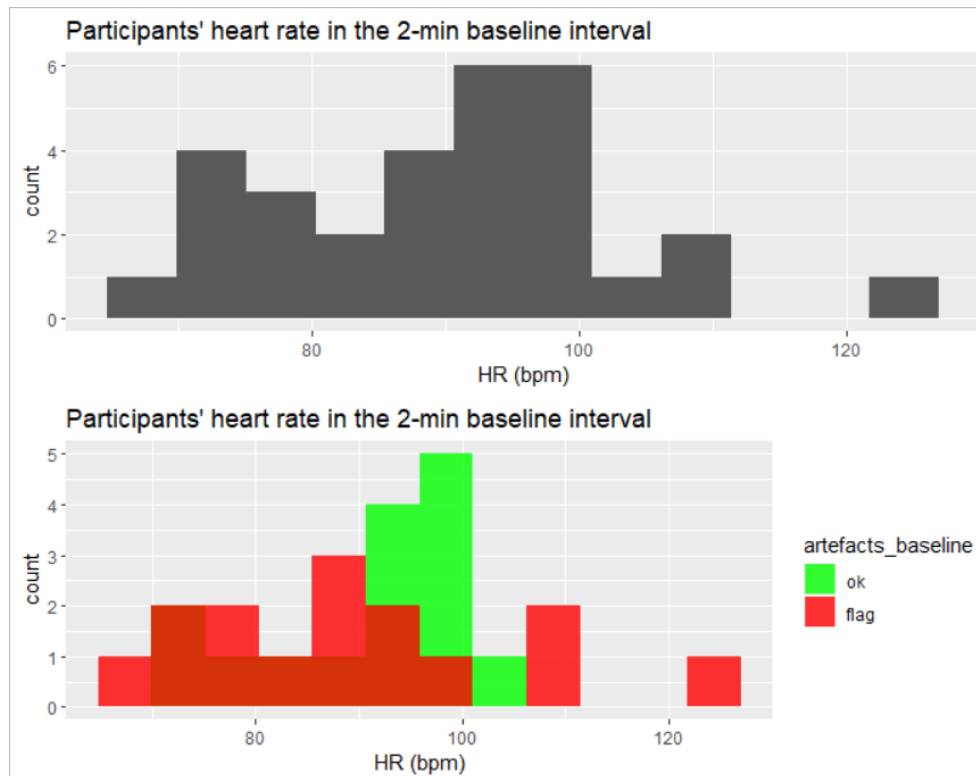 Participants' heart rate in the 2-min baseline interval
6
4
2
0
count
80
100
120
HR (bpm)
Participants' heart rate in the 2-min baseline interval
5
4
3
2
1
0
count
80
100
120
HR (bpm)
artefacts_baseline
ok
flag